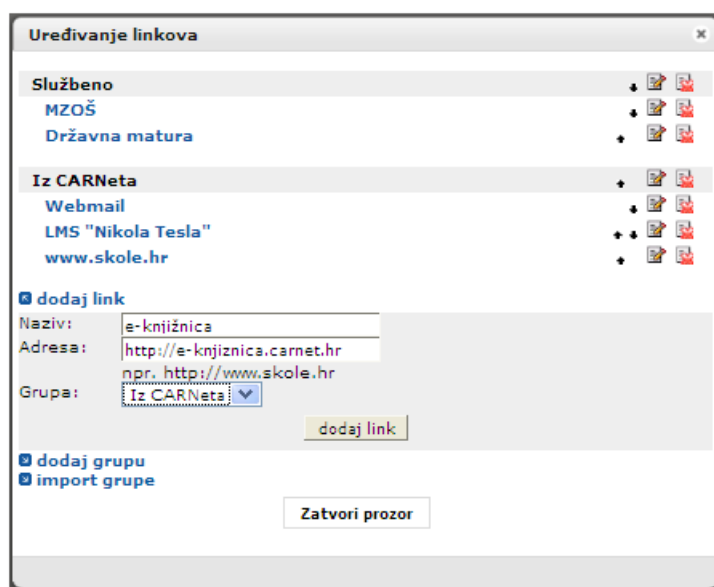 Uređivanje linkova
Službeno
MZOŠ
Državna matura
Iz CARNeta
Webmail
LMS "Nikola Tesla"
www.skole.hr
dodaj link
Naziv: e-knjižnica
Adresa: http://e-knjiznica.carnet.hr
npr. http://www.skole.hr
Grupa: Iz CARNeta
dodaj link
dodaj grupu
import grupe
Zatvori prozor